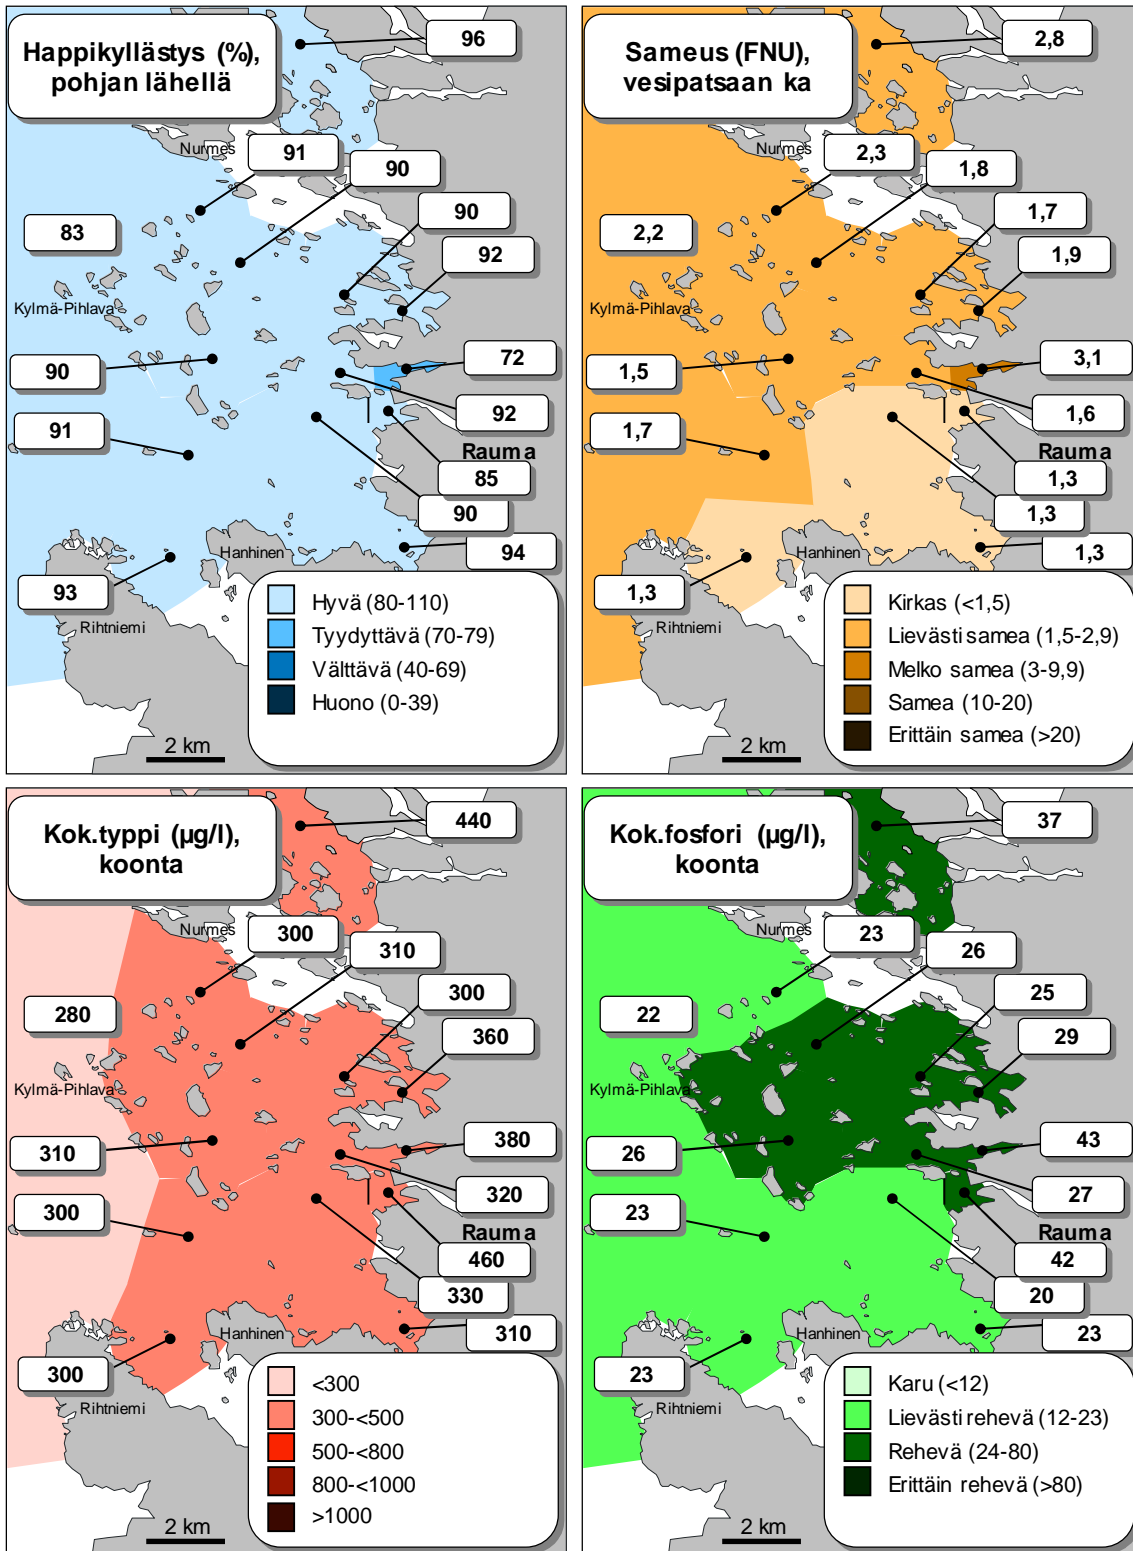 Happikyllästys (%),
pohjan lähellä
96
Nurmes
91
90
83
90
92
Kylmä-Pihlava
90
72
92
91
Rauma
85
90
94
Hanhinen
93
Rihtniemi
Hyvä (80-110)
Tyydyttävä (70-79)
Välttävä (40-69)
Huono (0-39)
2 km
Sameus (FNU),
vesipatsaan ka
2,8
Nurmes
2,3
1,8
2,2
1,7
1,9
Kylmä-Pihlava
1,5
3,1
1,6
1,7
Rauma
1,3
1,3
1,3
Hanhinen
1,3
Rihtniemi
Kirkas (<1,5)
Lievästi samea (1,5-2,9)
Melko samea (3-9,9)
Samea (10-20)
Erittäin samea (>20)
2 km
Kok.typpi (µg/l),
koonta
440
Nurmes
300
310
280
300
360
Kylmä-Pihlava
310
380
320
300
Rauma
460
330
310
Hanhinen
300
Rihtniemi
<300
300-<500
500-<800
800-<1000
>1000
2 km
Kok.fosfori (µg/l),
koonta
37
Nurmes
23
26
22
25
29
Kylmä-Pihlava
26
43
27
23
Rauma
42
20
23
Hanhinen
23
Rihtniemi
Karu (<12)
Lievästi rehevä (12-23)
Rehevä (24-80)
Erittäin rehevä (>80)
2 km